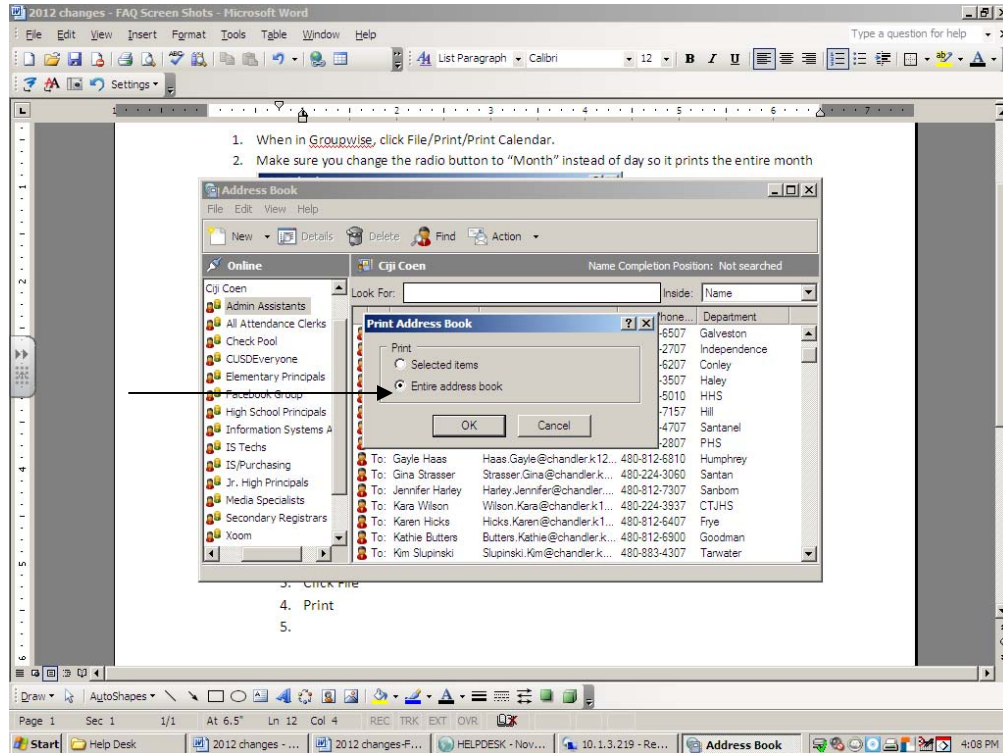 2012 changes - FAQ Screen Shots - Microsoft Word
File Edit View Insert Format Tools Table Window Help
Type a question for help
List Paragraph Calibri 12 B I U
Settings
1. When in Groupwise, click File/Print/Print Calendar.
2. Make sure you change the radio button to “Month” instead of day so it prints the entire month
Address Book
File Edit View Help
New Details Delete Find Action
Online
Ciji Coen
Name Completion Position: Not searched
Ciji Coen
Admin Assistants
All Attendance Clerks
Check Pool
CUSDEveryone
Elementary Principals
Facebook Group
High School Principals
Information Systems A
IS Techs
IS/Purchasing
Jr. High Principals
Media Specialists
Secondary Registrars
Xoom
Look For: Inside: Name
hone... Department
-6507 Galveston
-2707 Independence
-6207 Conley
-3507 Haley
-5010 HHS
-7157 Hill
-4707 Santanel
-2807 PHS
To: Gayle Haas Haas.Gayle@chandler.k12... 480-812-6810 Humphrey
To: Gina Strasser Strasser.Gina@chandler.k... 480-224-3060 Santan
To: Jennifer Harley Harley.Jennifer@chandler... 480-812-7307 Sanborn
To: Kara Wilson Wilson.Kara@chandler.k1... 480-224-3937 CTJHS
To: Karen Hicks Hicks.Karen@chandler.k1... 480-812-6407 Frye
To: Kathie Butters Butters.Kathie@chandler.k... 480-812-6900 Goodman
To: Kim Slupinski Slupinski.Kim@chandler.k... 480-883-4307 Tarwater
Print Address Book
Print
Selected items
Entire address book
OK Cancel
3. Click File
4. Print
5.
Draw AutoShapes
Page 1 Sec 1 1/1 At 6.5" Ln 12 Col 4 REC TRK EXT OVR
Start Help Desk 2012 changes - ... 2012 changes-F... HELPDESK - Nov... 10.1.3.219 - Re... Address Book 4:08 PM